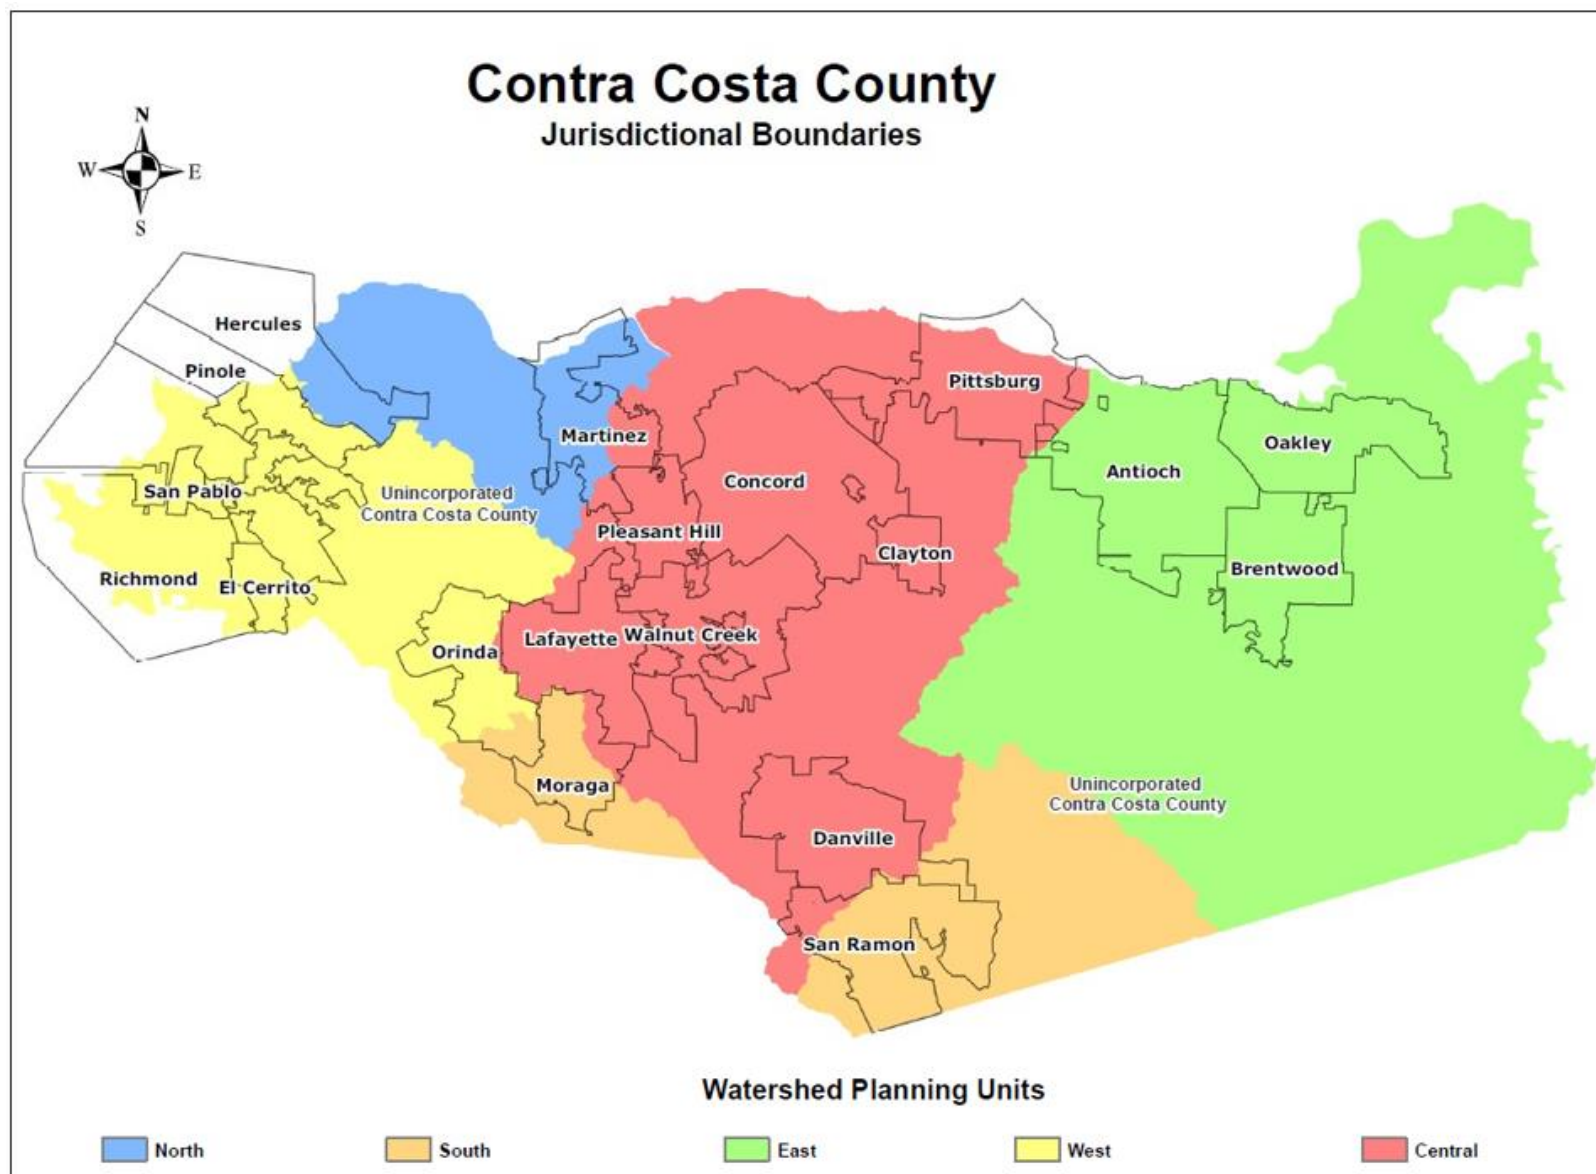 Contra Costa County
Jurisdictional Boundaries
N
W
E
S
Hercules
Pinole
Pittsburg
Martinez
Oakley
Antioch
Concord
San Pablo
Unincorporated
Contra Costa County
Pleasant Hill
Clayton
Brentwood
Richmond
El Cerrito
Lafayette
Walnut Creek
Orinda
Moraga
Unincorporated
Contra Costa County
Danville
San Ramon
Watershed Planning Units
North
South
East
West
Central